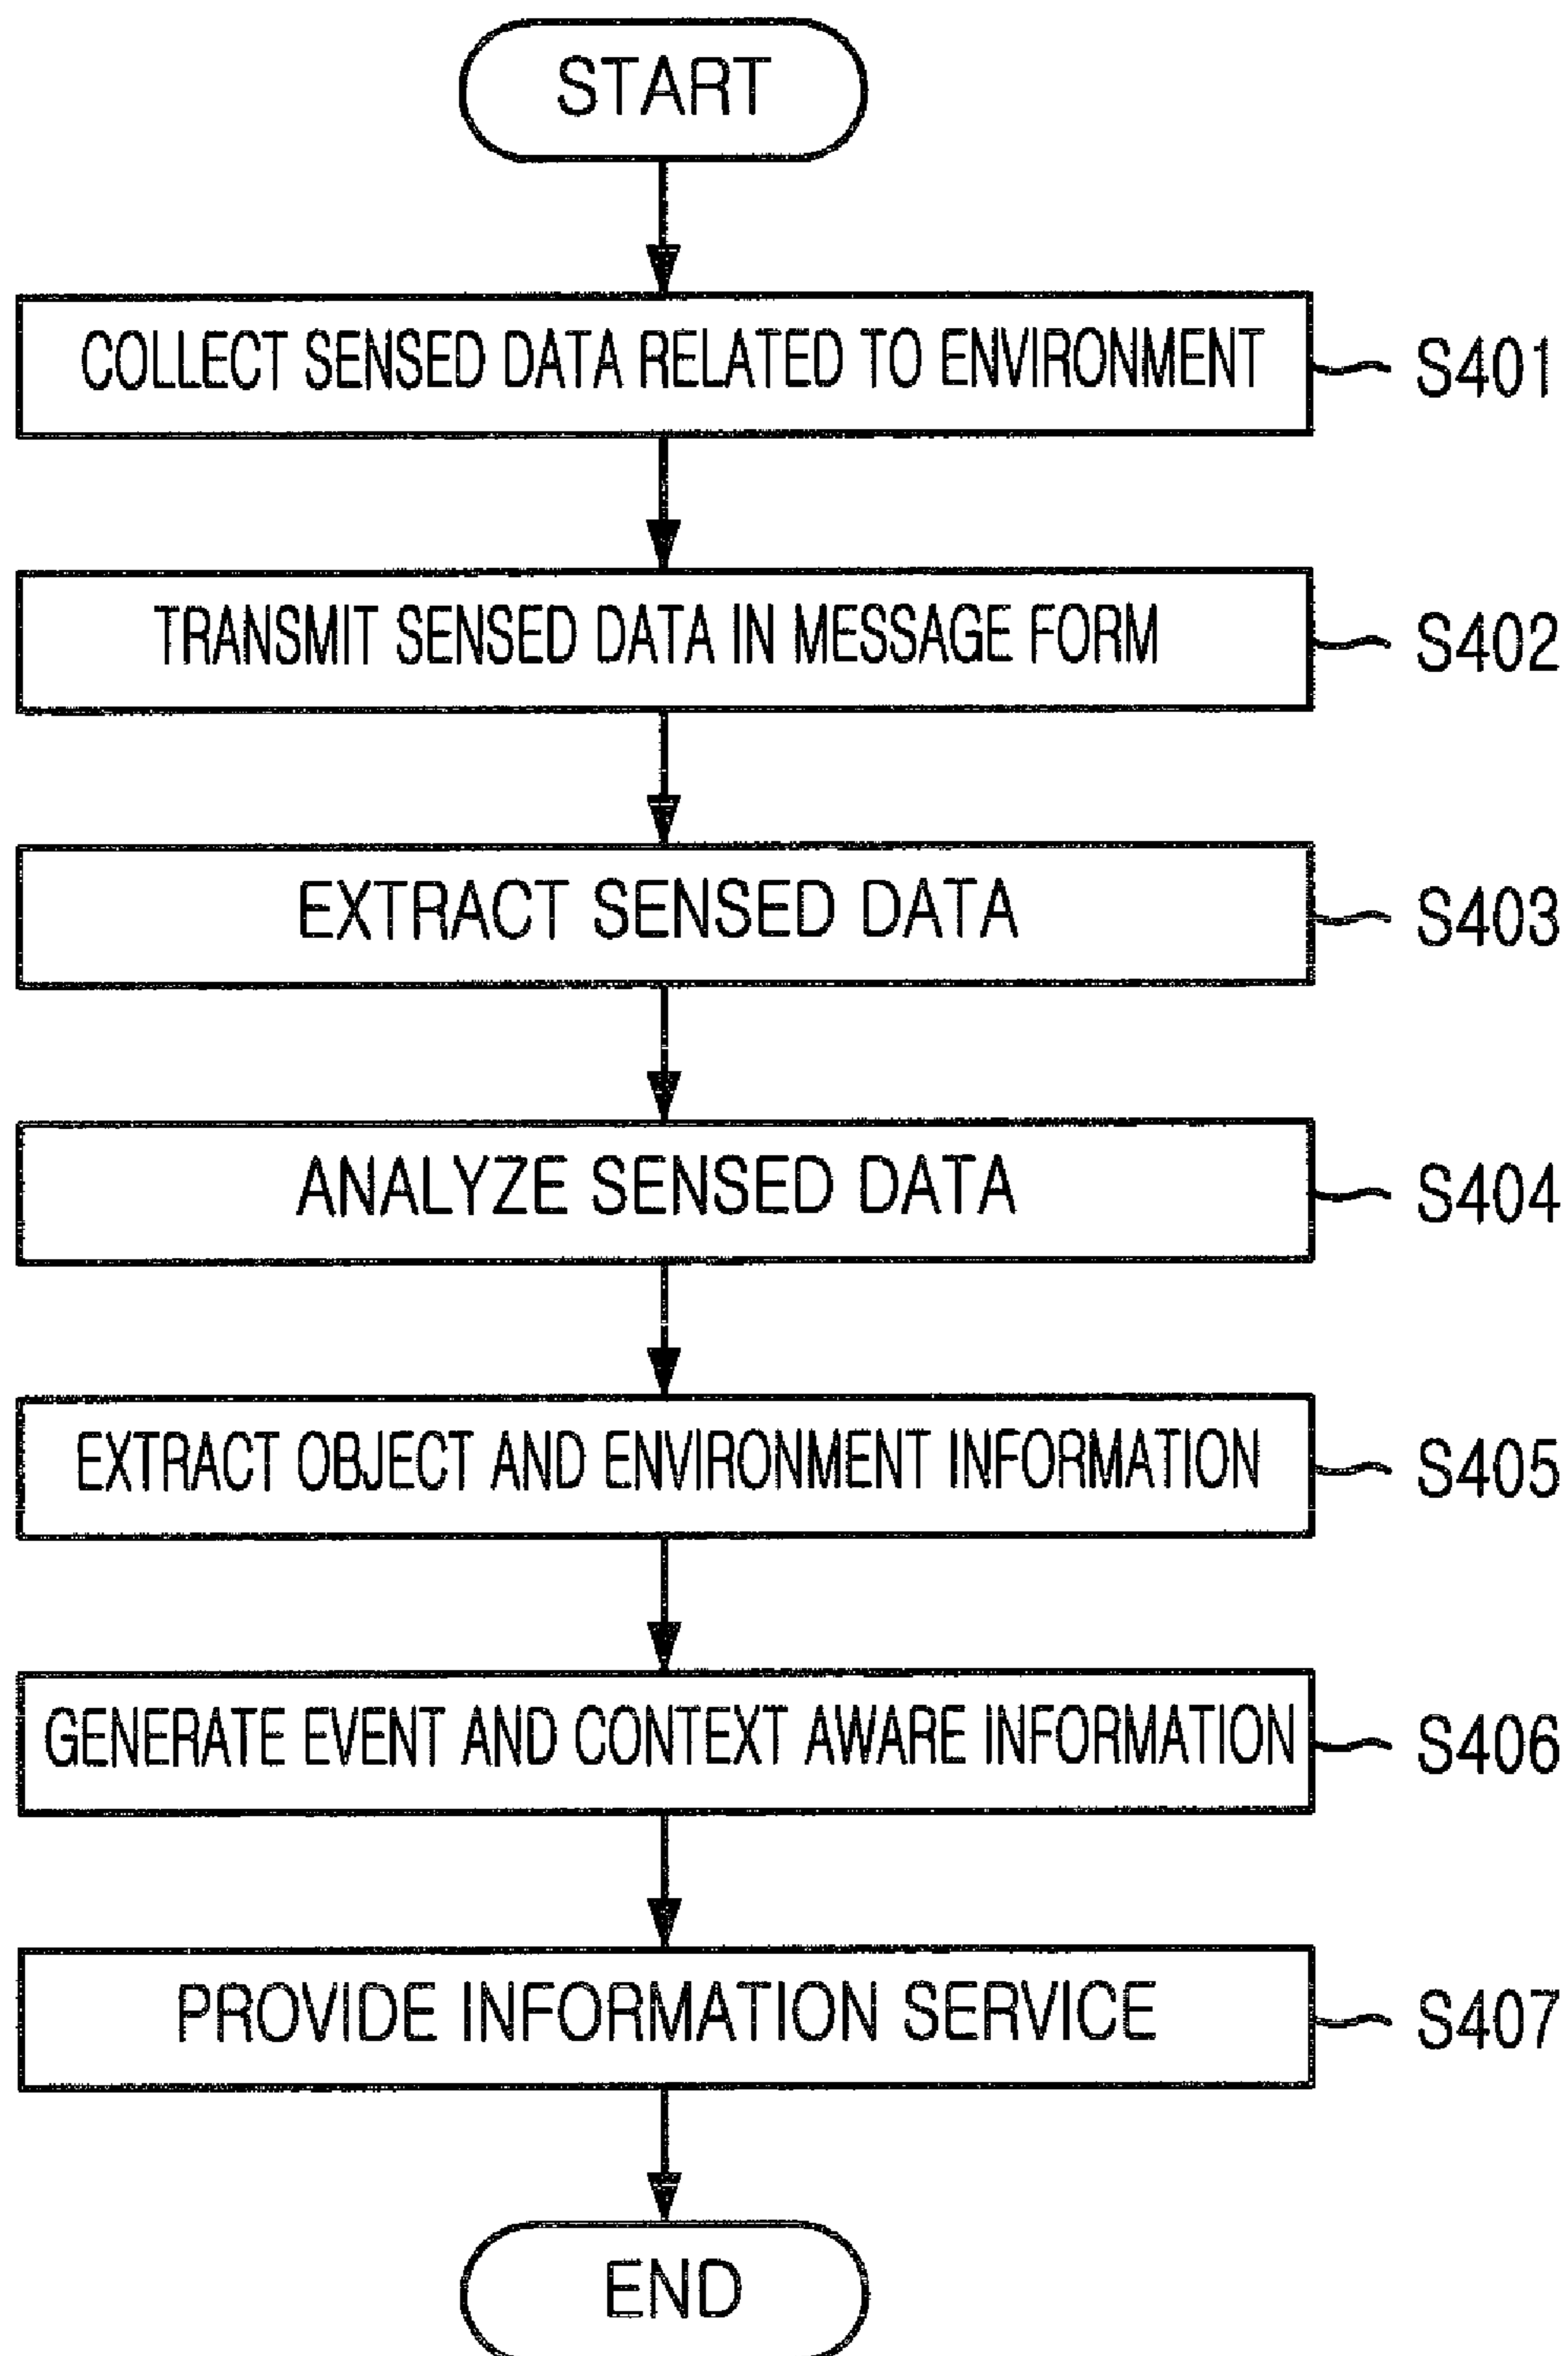 START
COLLECT SENSED DATA RELATED TO ENVIRONMENT
S401
TRANSMIT SENSED DATA IN MESSAGE FORM
S402
EXTRACT SENSED DATA
S403
ANALYZE SENSED DATA
S404
EXTRACT OBJECT AND ENVIRONMENT INFORMATION
S405
GENERATE EVENT AND CONTEXT AWARE INFORMATION
S406
PROVIDE INFORMATION SERVICE
S407
END